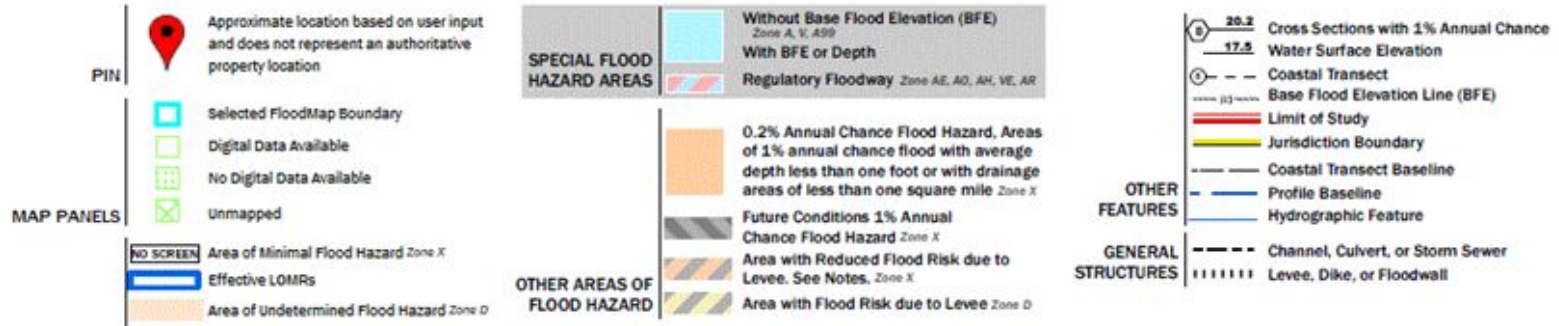 PIN
Approximate location based on user input
and does not represent an authoritative
property location
MAP PANELS
Selected FloodMap Boundary
Digital Data Available
No Digital Data Available
Unmapped
NO SCREEN Area of Minimal Flood Hazard Zone X
Effective LOMRs
Area of Undetermined Flood Hazard Zone D
SPECIAL FLOOD
HAZARD AREAS
Without Base Flood Elevation (BFE)
Zone A, V, A99
With BFE or Depth
Regulatory Floodway Zone AE, AO, AH, VE, AR
OTHER AREAS OF
FLOOD HAZARD
0.2% Annual Chance Flood Hazard, Areas
of 1% annual chance flood with average
depth less than one foot or with drainage
areas of less than one square mile Zone X
Future Conditions 1% Annual
Chance Flood Hazard Zone X
Area with Reduced Flood Risk due to
Levee. See Notes. Zone X
Area with Flood Risk due to Levee Zone D
OTHER
FEATURES
20.2 Cross Sections with 1% Annual Chance
17.5 Water Surface Elevation
Coastal Transect
Base Flood Elevation Line (BFE)
Limit of Study
Jurisdiction Boundary
Coastal Transect Baseline
Profile Baseline
Hydrographic Feature
GENERAL
STRUCTURES
Channel, Culvert, or Storm Sewer
Levee, Dike, or Floodwall